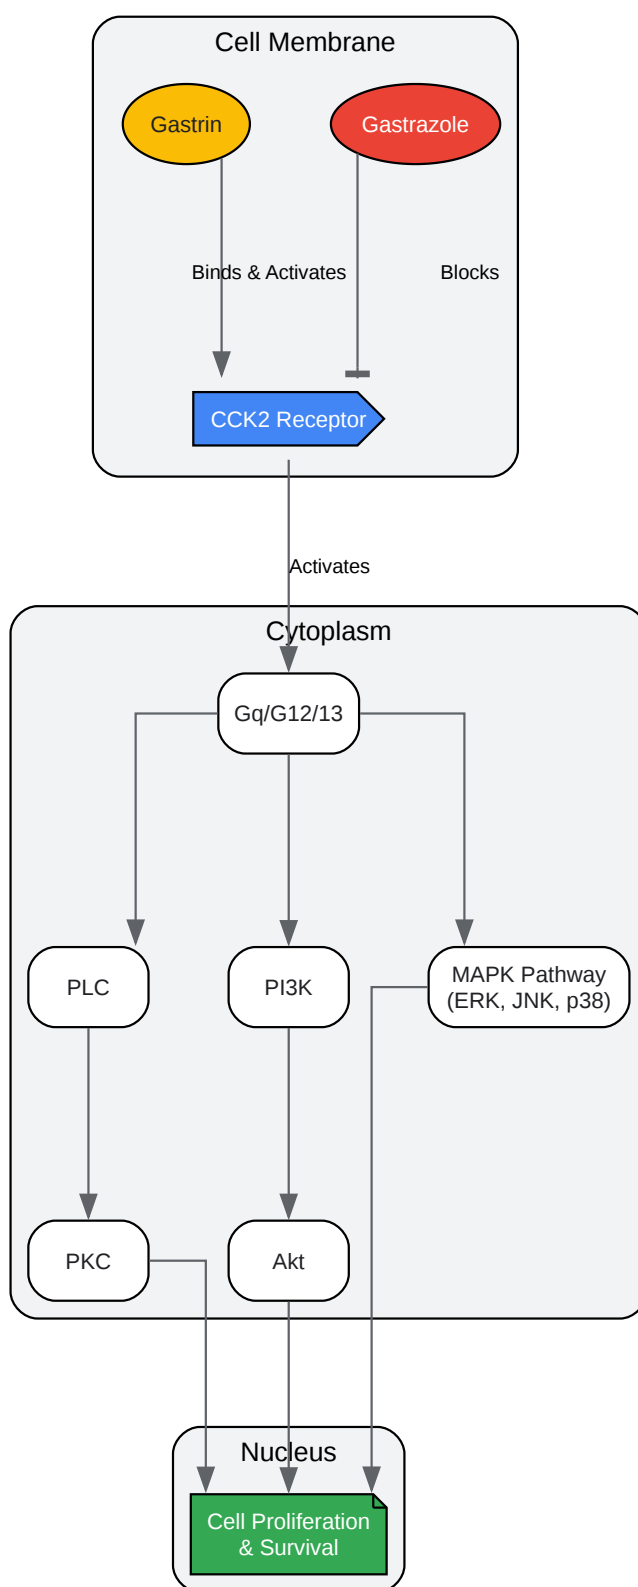 Cell Membrane
Gastrin
Gastrazole
Binds & Activates
Blocks
CCK2 Receptor
Activates
Cytoplasm
Gq/G12/13
PLC
PI3K
MAPK Pathway
(ERK, JNK, p38)
PKC
Akt
Nucleus
Cell Proliferation
& Survival